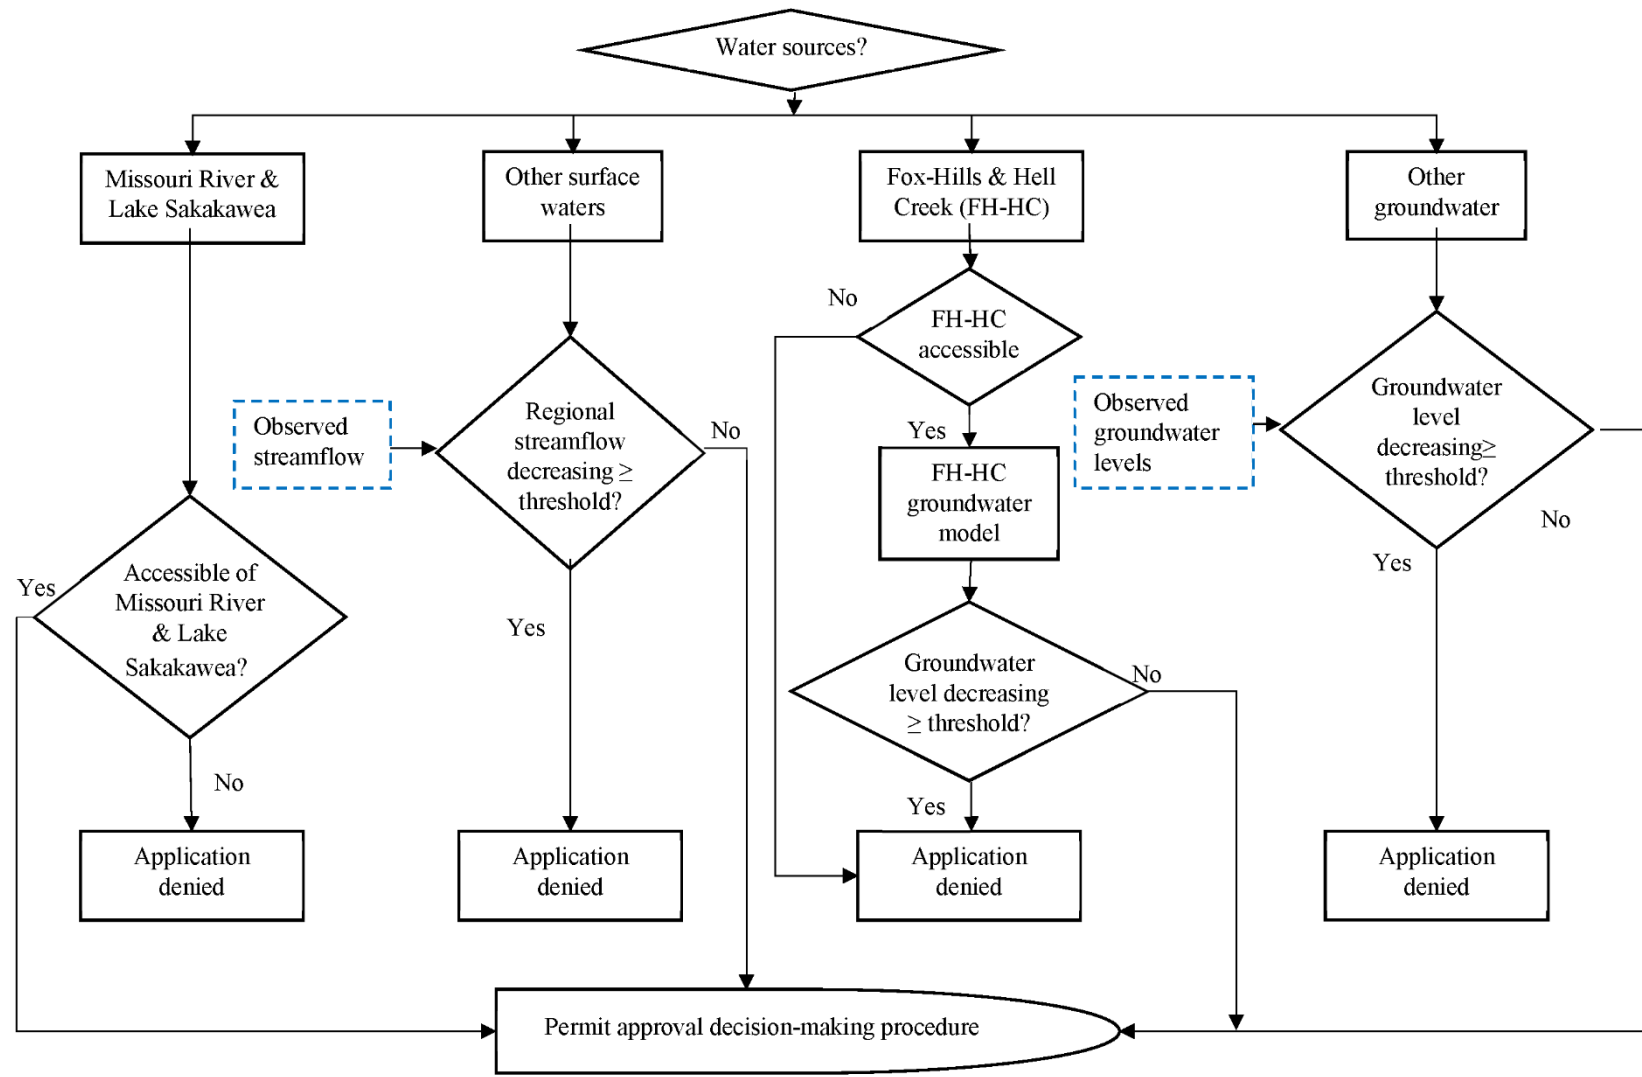 Water sources?
Missouri River &
Lake Sakakawea
Other surface
waters
Fox-Hills & Hell
Creek (FH-HC)
Other
groundwater
No
FH-HC
accessible
Observed
streamflow
Regional
streamflow
decreasing ≥
threshold?
No
Yes
FH-HC
groundwater
model
Observed
groundwater
levels
Groundwater
level
decreasing≥
threshold?
No
Yes
Yes
Accessible of
Missouri River
& Lake
Sakakawea?
Yes
Groundwater
level decreasing
≥ threshold?
No
No
Yes
Application
denied
Application
denied
Application
denied
Application
denied
Permit approval decision-making procedure